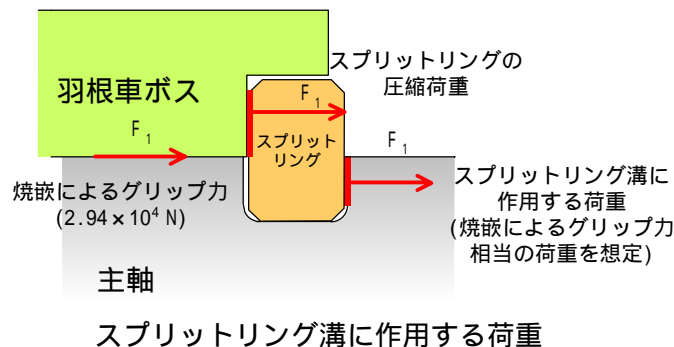 スプリットリングの
圧縮荷重
羽根車ボス
F1
F1
スプリット
リング
F1
焼嵌によるグリップ力
(2.94×10⁴ N)
スプリットリング溝に
作用する荷重
(焼嵌によるグリップ力
相当の荷重を想定)
主軸
スプリットリング溝に作用する荷重